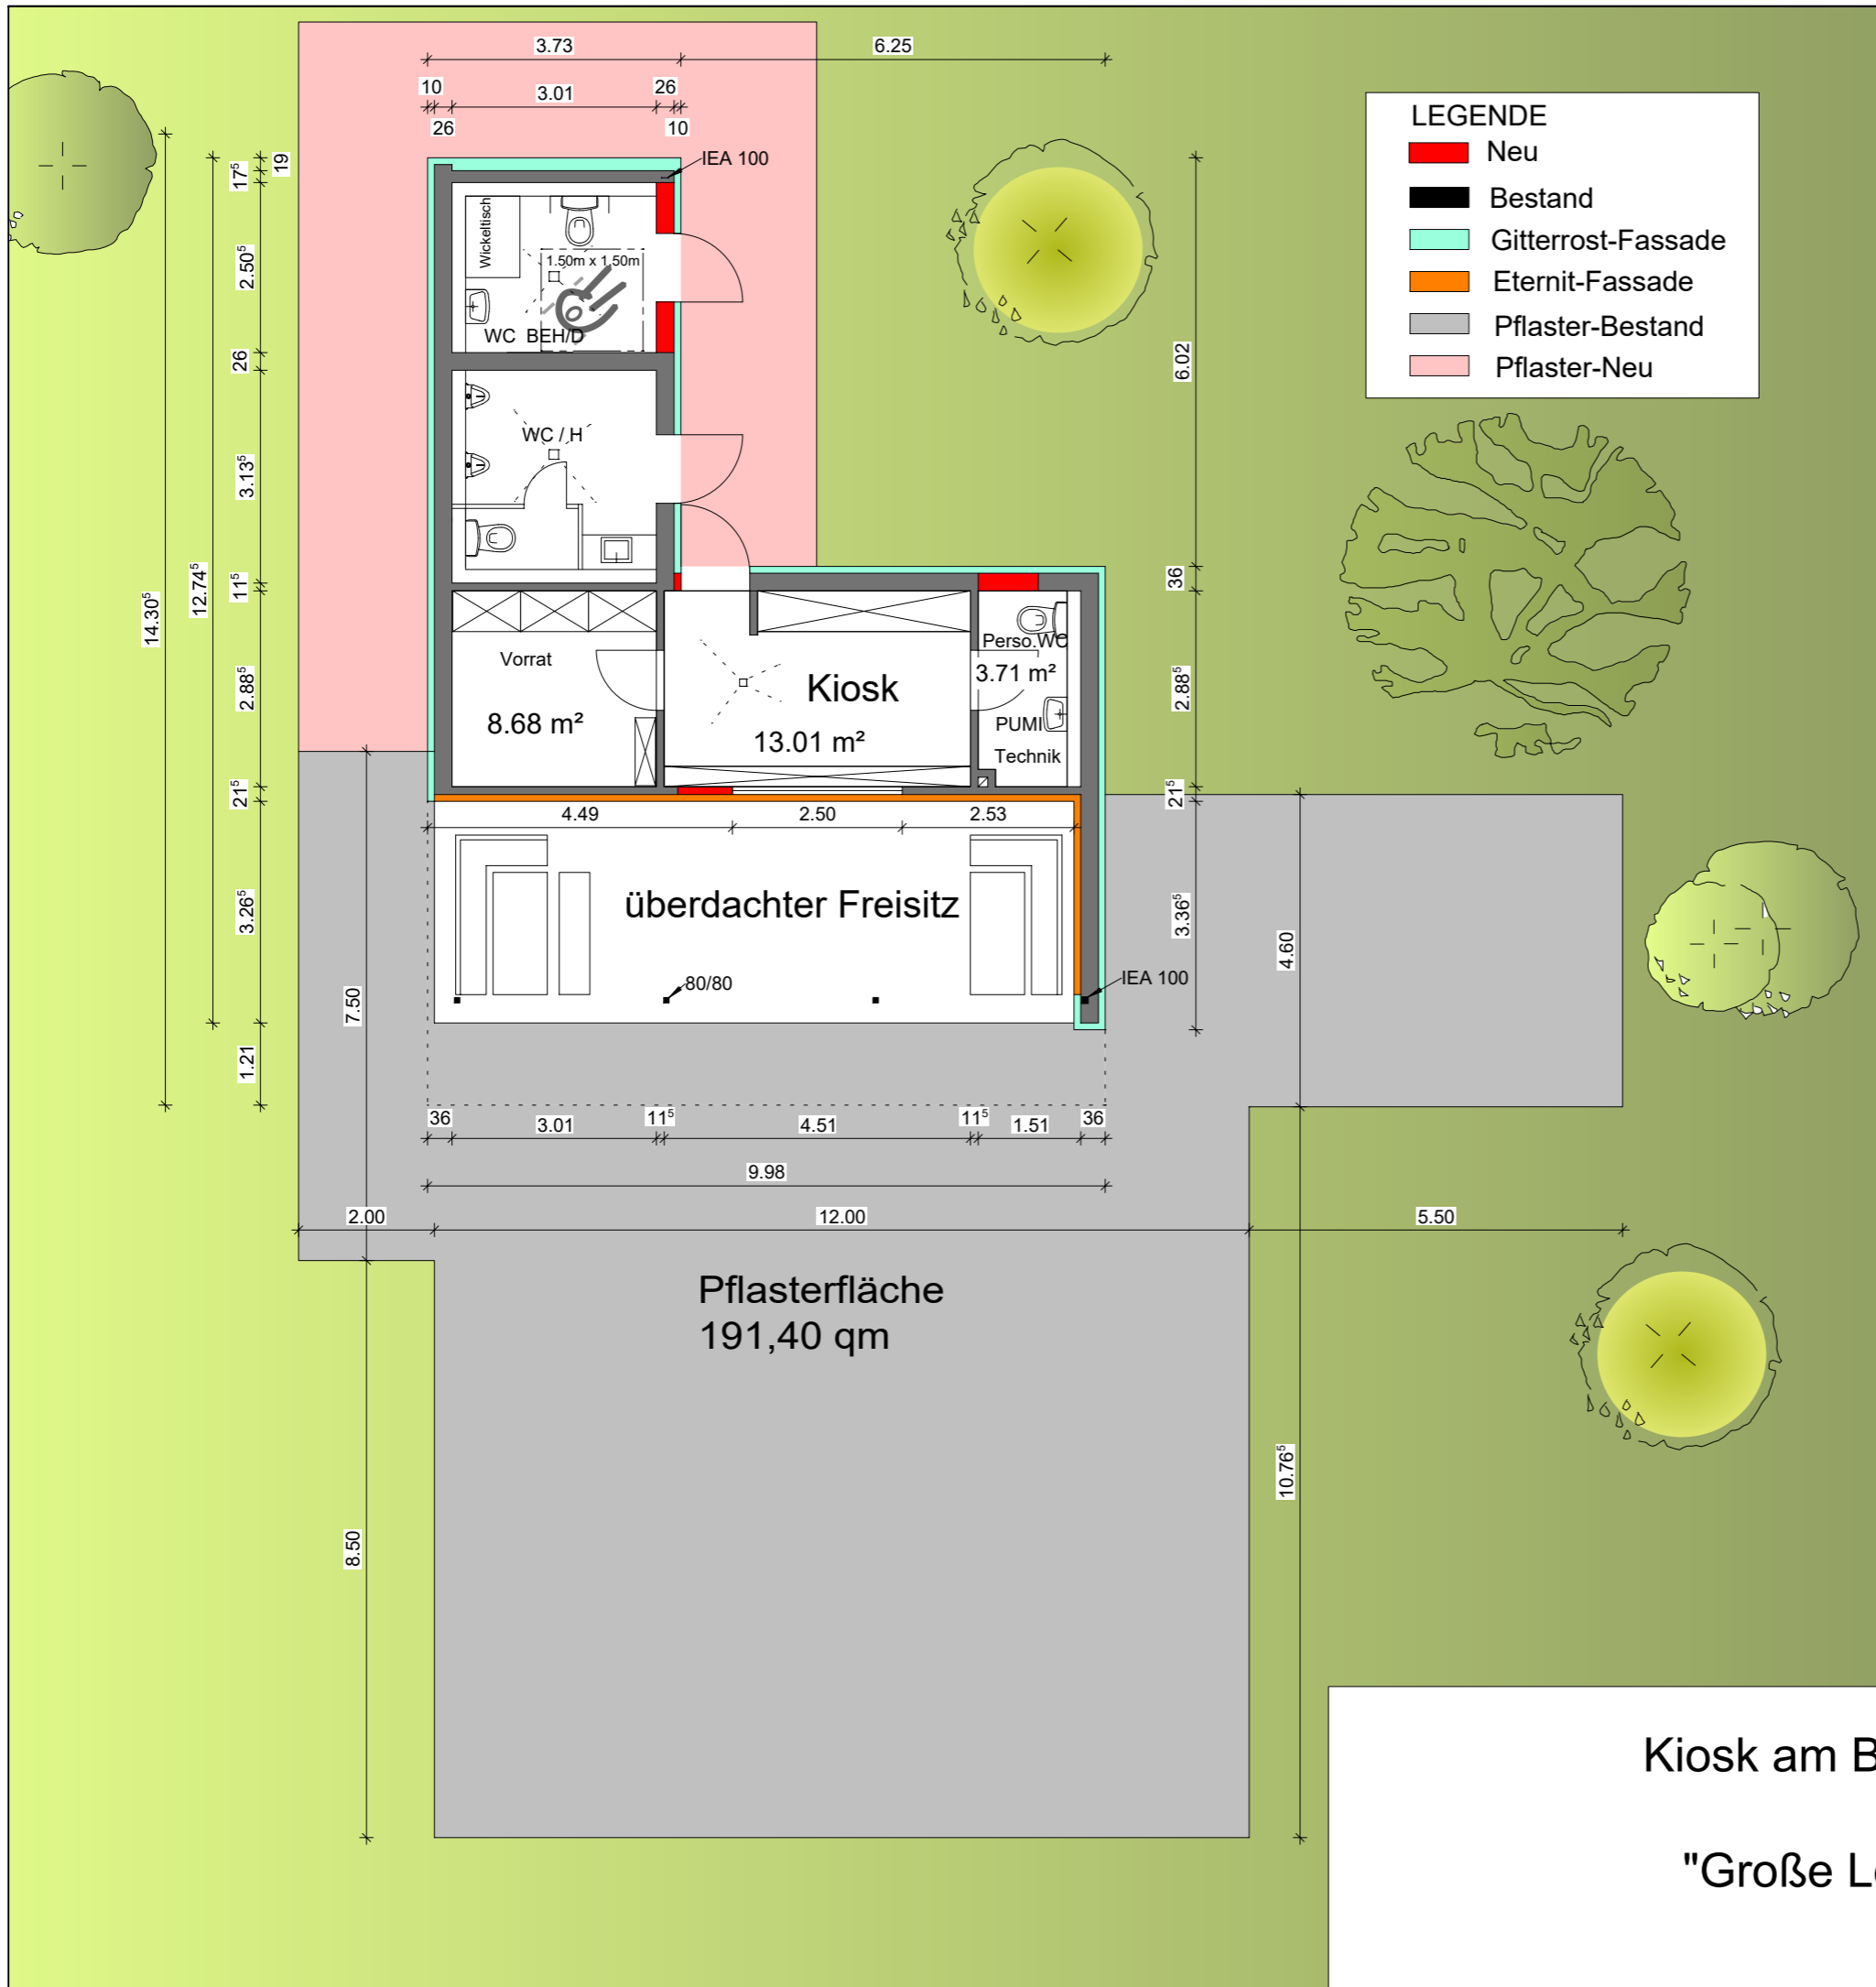 3.73
6.25
10
3.01
26
26
10
IEA 100
19
17⁵
2.50⁵
26
3.13⁵
11⁵
2.88⁵
21⁵
3.26⁵
1.21
12.74⁵
14.30⁵
LEGENDE
Neu
Bestand
Gitterrost-Fassade
Eternit-Fassade
Pflaster-Bestand
Pflaster-Neu
Wickeltisch
1.50m x 1.50m
WC BEH/D
WC / H
6.02
36
2.88⁵
21⁵
3.36⁵
Vorrat
8.68 m²
Kiosk
13.01 m²
Perso.WC
3.71 m²
PUMI
Technik
4.49
2.50
2.53
überdachter Freisitz
80/80
IEA 100
4.60
7.50
36
3.01
11⁵
4.51
11⁵
1.51
36
9.98
2.00
12.00
5.50
Pflasterfläche
191,40 qm
8.50
10.76⁵
Kiosk am B
"Große L